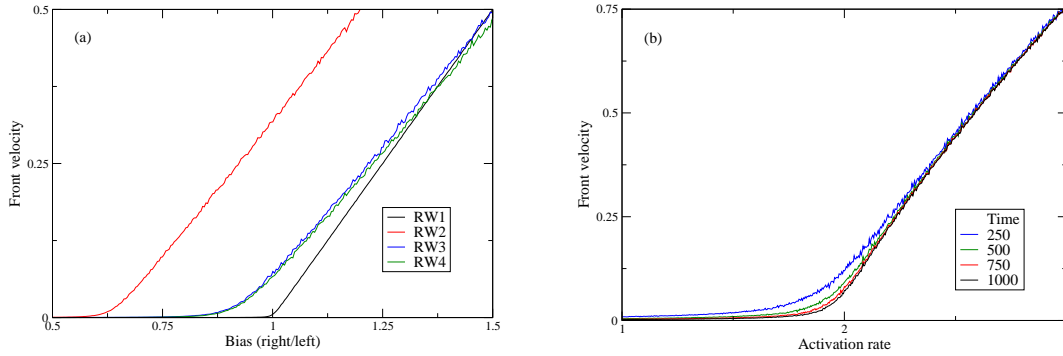 (a)
Front velocity
0.5
0.25
0
0.5
0.75
1
1.25
1.5
Bias (right/left)
RW1
RW2
RW3
RW4
(b)
Front velocity
0.75
0.5
0.25
0
1
2
Activation rate
Time
250
500
750
1000